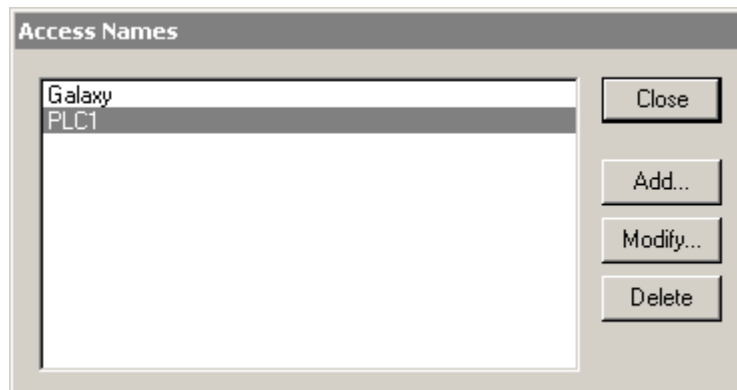 Access Names
Galaxy
PLC1
Close
Add...
Modify...
Delete